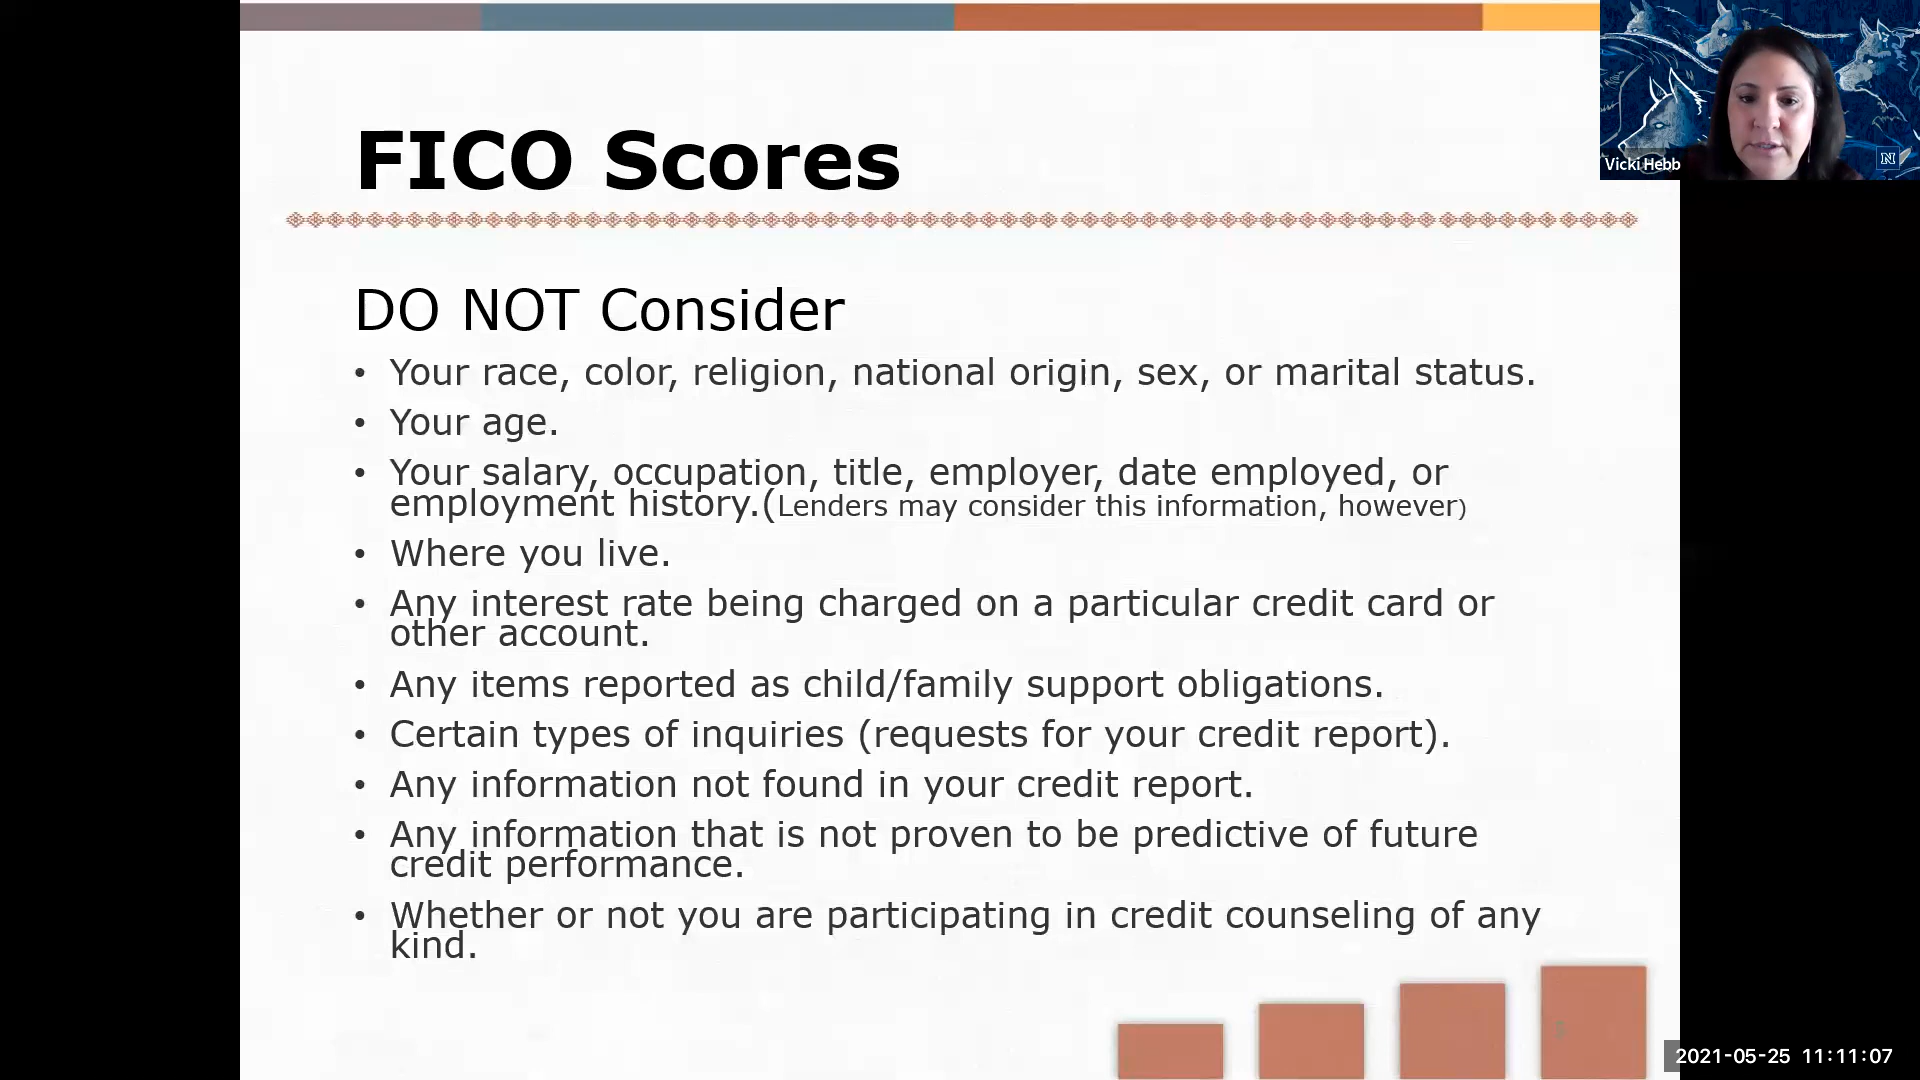 FICO Scores
Vicki Hebb
N
DO NOT Consider
• Your race, color, religion, national origin, sex, or marital status.
• Your age.
• Your salary, occupation, title, employer, date employed, or
employment history.(Lenders may consider this information, however)
• Where you live.
• Any interest rate being charged on a particular credit card or
other account.
• Any items reported as child/family support obligations.
• Certain types of inquiries (requests for your credit report).
• Any information not found in your credit report.
• Any information that is not proven to be predictive of future
credit performance.
• Whether or not you are participating in credit counseling of any
kind.
2021-05-25 11:11:07